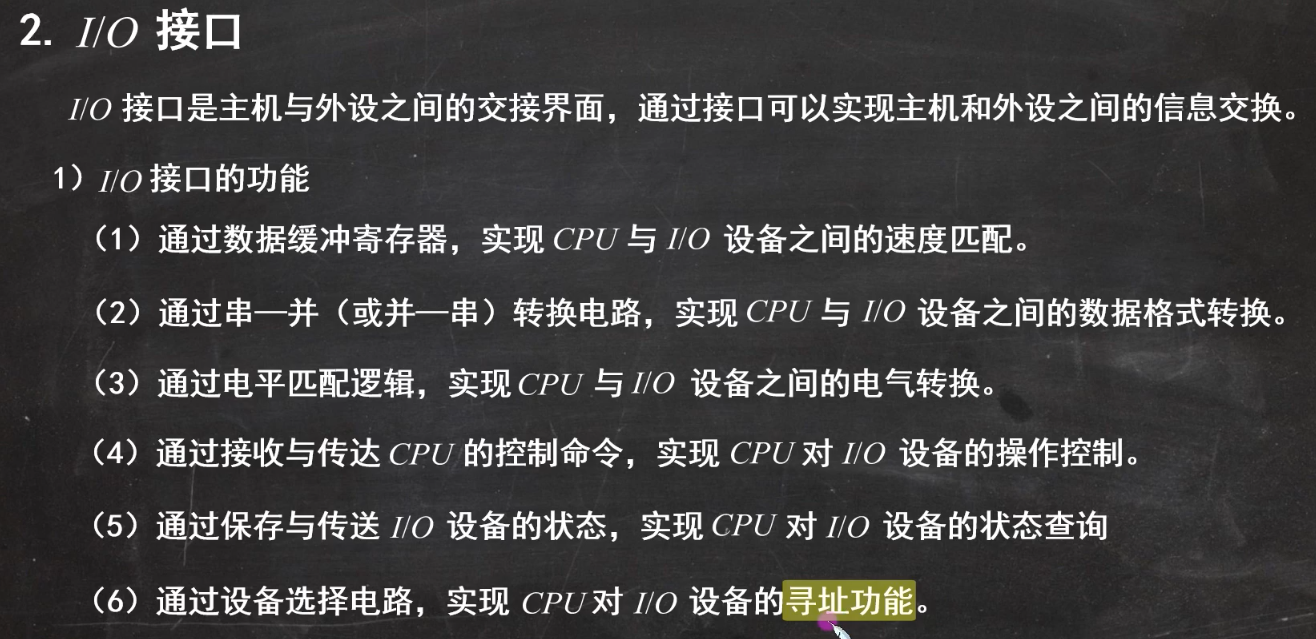 2. I/O 接口
I/O 接口是主机与外设之间的交接界面，通过接口可以实现主机和外设之间的信息交换。
1）I/O 接口的功能
（1）通过数据缓冲寄存器，实现 CPU 与 I/O 设备之间的速度匹配。
（2）通过串—并（或并—串）转换电路，实现 CPU 与 I/O 设备之间的数据格式转换。
（3）通过电平匹配逻辑，实现 CPU 与 I/O 设备之间的电气转换。
（4）通过接收与传达 CPU 的控制命令，实现 CPU 对 I/O 设备的操作控制。
（5）通过保存与传送 I/O 设备的状态，实现 CPU 对 I/O 设备的状态查询
（6）通过设备选择电路，实现 CPU 对 I/O 设备的寻址功能。